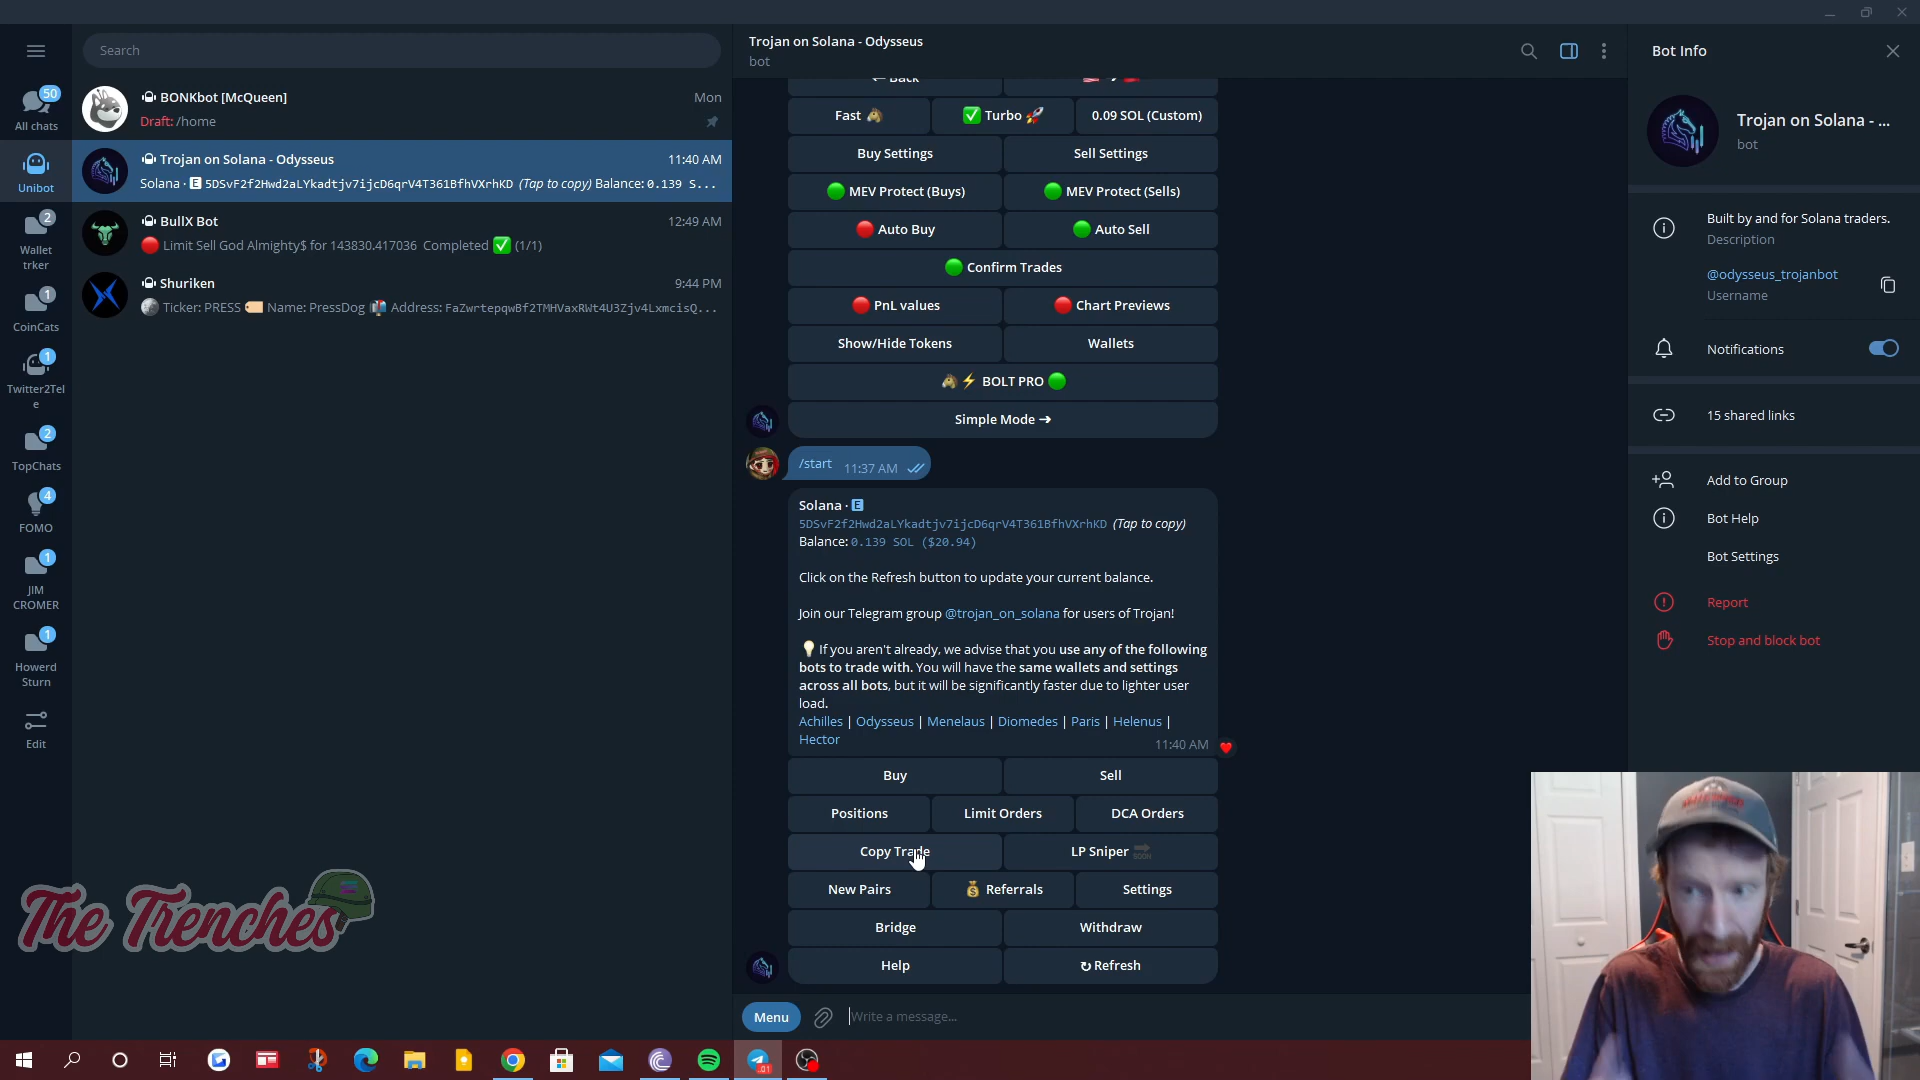 Search
Trojan on Solana - Odysseus
bot
Bot Info
50
All chats
Unibot
2
Wallet
trker
1
CoinCats
1
Twitter2Tel
e
2
TopChats
4
FOMO
1
JIM
CROMER
1
Howerd
Sturn
Edit
BONKbot [McQueen]
Mon
Draft: /home
Trojan on Solana - Odysseus
11:40 AM
Solana · E 5DSvF2f2Hwd2aLYkadtjv7ijcD6qrV4T361BfhVXrhKD (Tap to copy) Balance: 0.139 S...
BullX Bot
12:49 AM
Limit Sell God Almighty$ for 143830.417036 Completed (1/1)
Shuriken
9:44 PM
Ticker: PRESS Name: PressDog Address: FaZwrtepqwBf2TMHVaxRWt4U3Zjv4LxmcisQ...
← Back
Fast
Turbo
0.09 SOL (Custom)
Buy Settings
Sell Settings
MEV Protect (Buys)
MEV Protect (Sells)
Auto Buy
Auto Sell
Confirm Trades
PnL values
Chart Previews
Show/Hide Tokens
Wallets
BOLT PRO
Simple Mode ➔
/start 11:37 AM
Solana · E
5DSvF2f2Hwd2aLYkadtjv7ijcD6qrV4T361BfhVXrhKD (Tap to copy)
Balance: 0.139 SOL ($20.94)
Click on the Refresh button to update your current balance.
Join our Telegram group @trojan_on_solana for users of Trojan!
If you aren't already, we advise that you use any of the following
bots to trade with. You will have the same wallets and settings
across all bots, but it will be significantly faster due to lighter user
load.
Achilles | Odysseus | Menelaus | Diomedes | Paris | Helenus |
Hector
11:40 AM
Buy
Sell
Positions
Limit Orders
DCA Orders
Copy Trade
LP Sniper SOON
New Pairs
Referrals
Settings
Bridge
Withdraw
Help
↻ Refresh
Menu
Write a message...
Trojan on Solana - ...
bot
Built by and for Solana traders.
Description
@odysseus_trojanbot
Username
Notifications
15 shared links
Add to Group
Bot Help
Bot Settings
Report
Stop and block bot
The Trenches